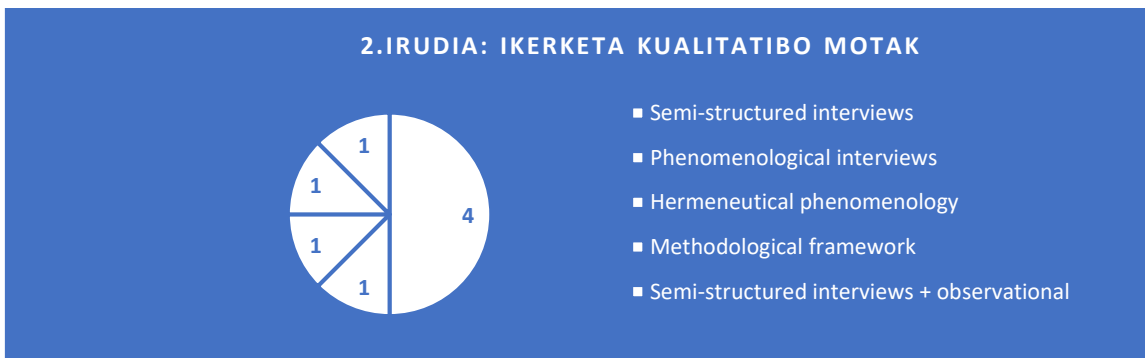 2.IRUDIA: IKERKETA KUALITATIBO MOTAK
1
1
4
1
1
Semi-structured interviews
Phenomenological interviews
Hermeneutical phenomenology
Methodological framework
Semi-structured interviews + observational